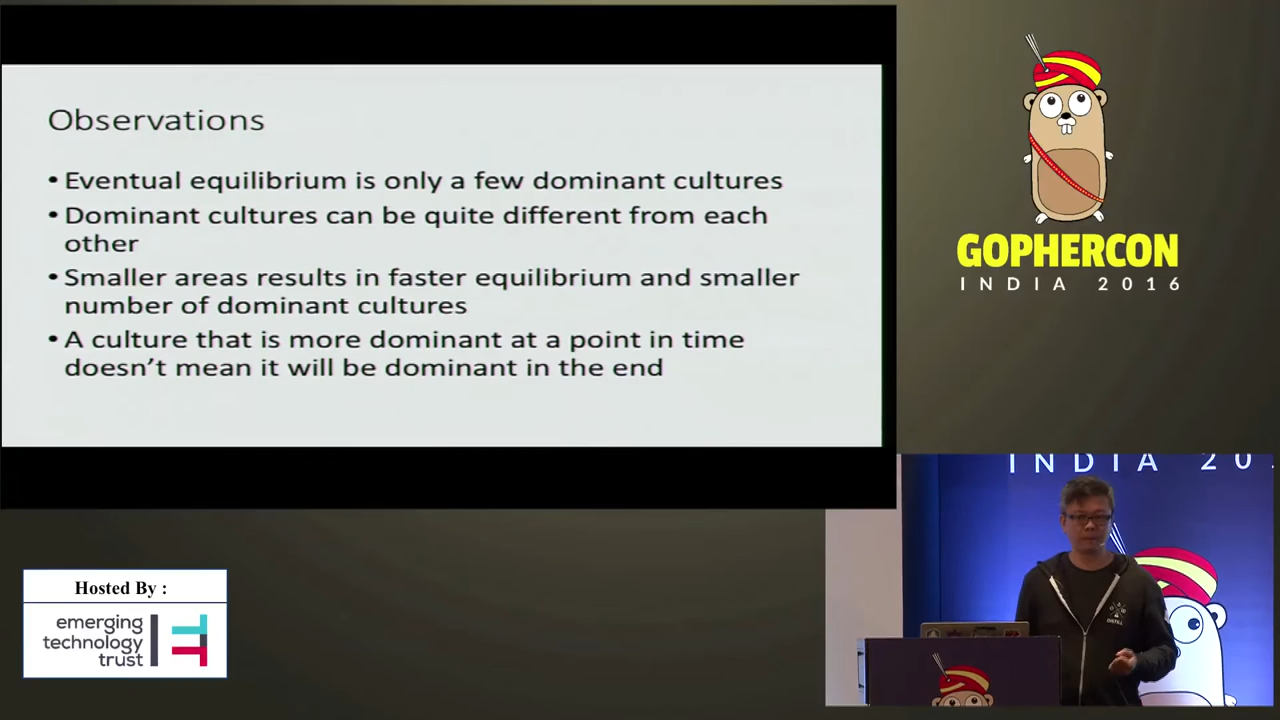 Observations
• Eventual equilibrium is only a few dominant cultures
• Dominant cultures can be quite different from each
other
• Smaller areas results in faster equilibrium and smaller
number of dominant cultures
• A culture that is more dominant at a point in time
doesn't mean it will be dominant in the end
GOPHERCON
INDIA 2016
INDIA 20
DISTILL
Hosted By :
emerging
technology
trust